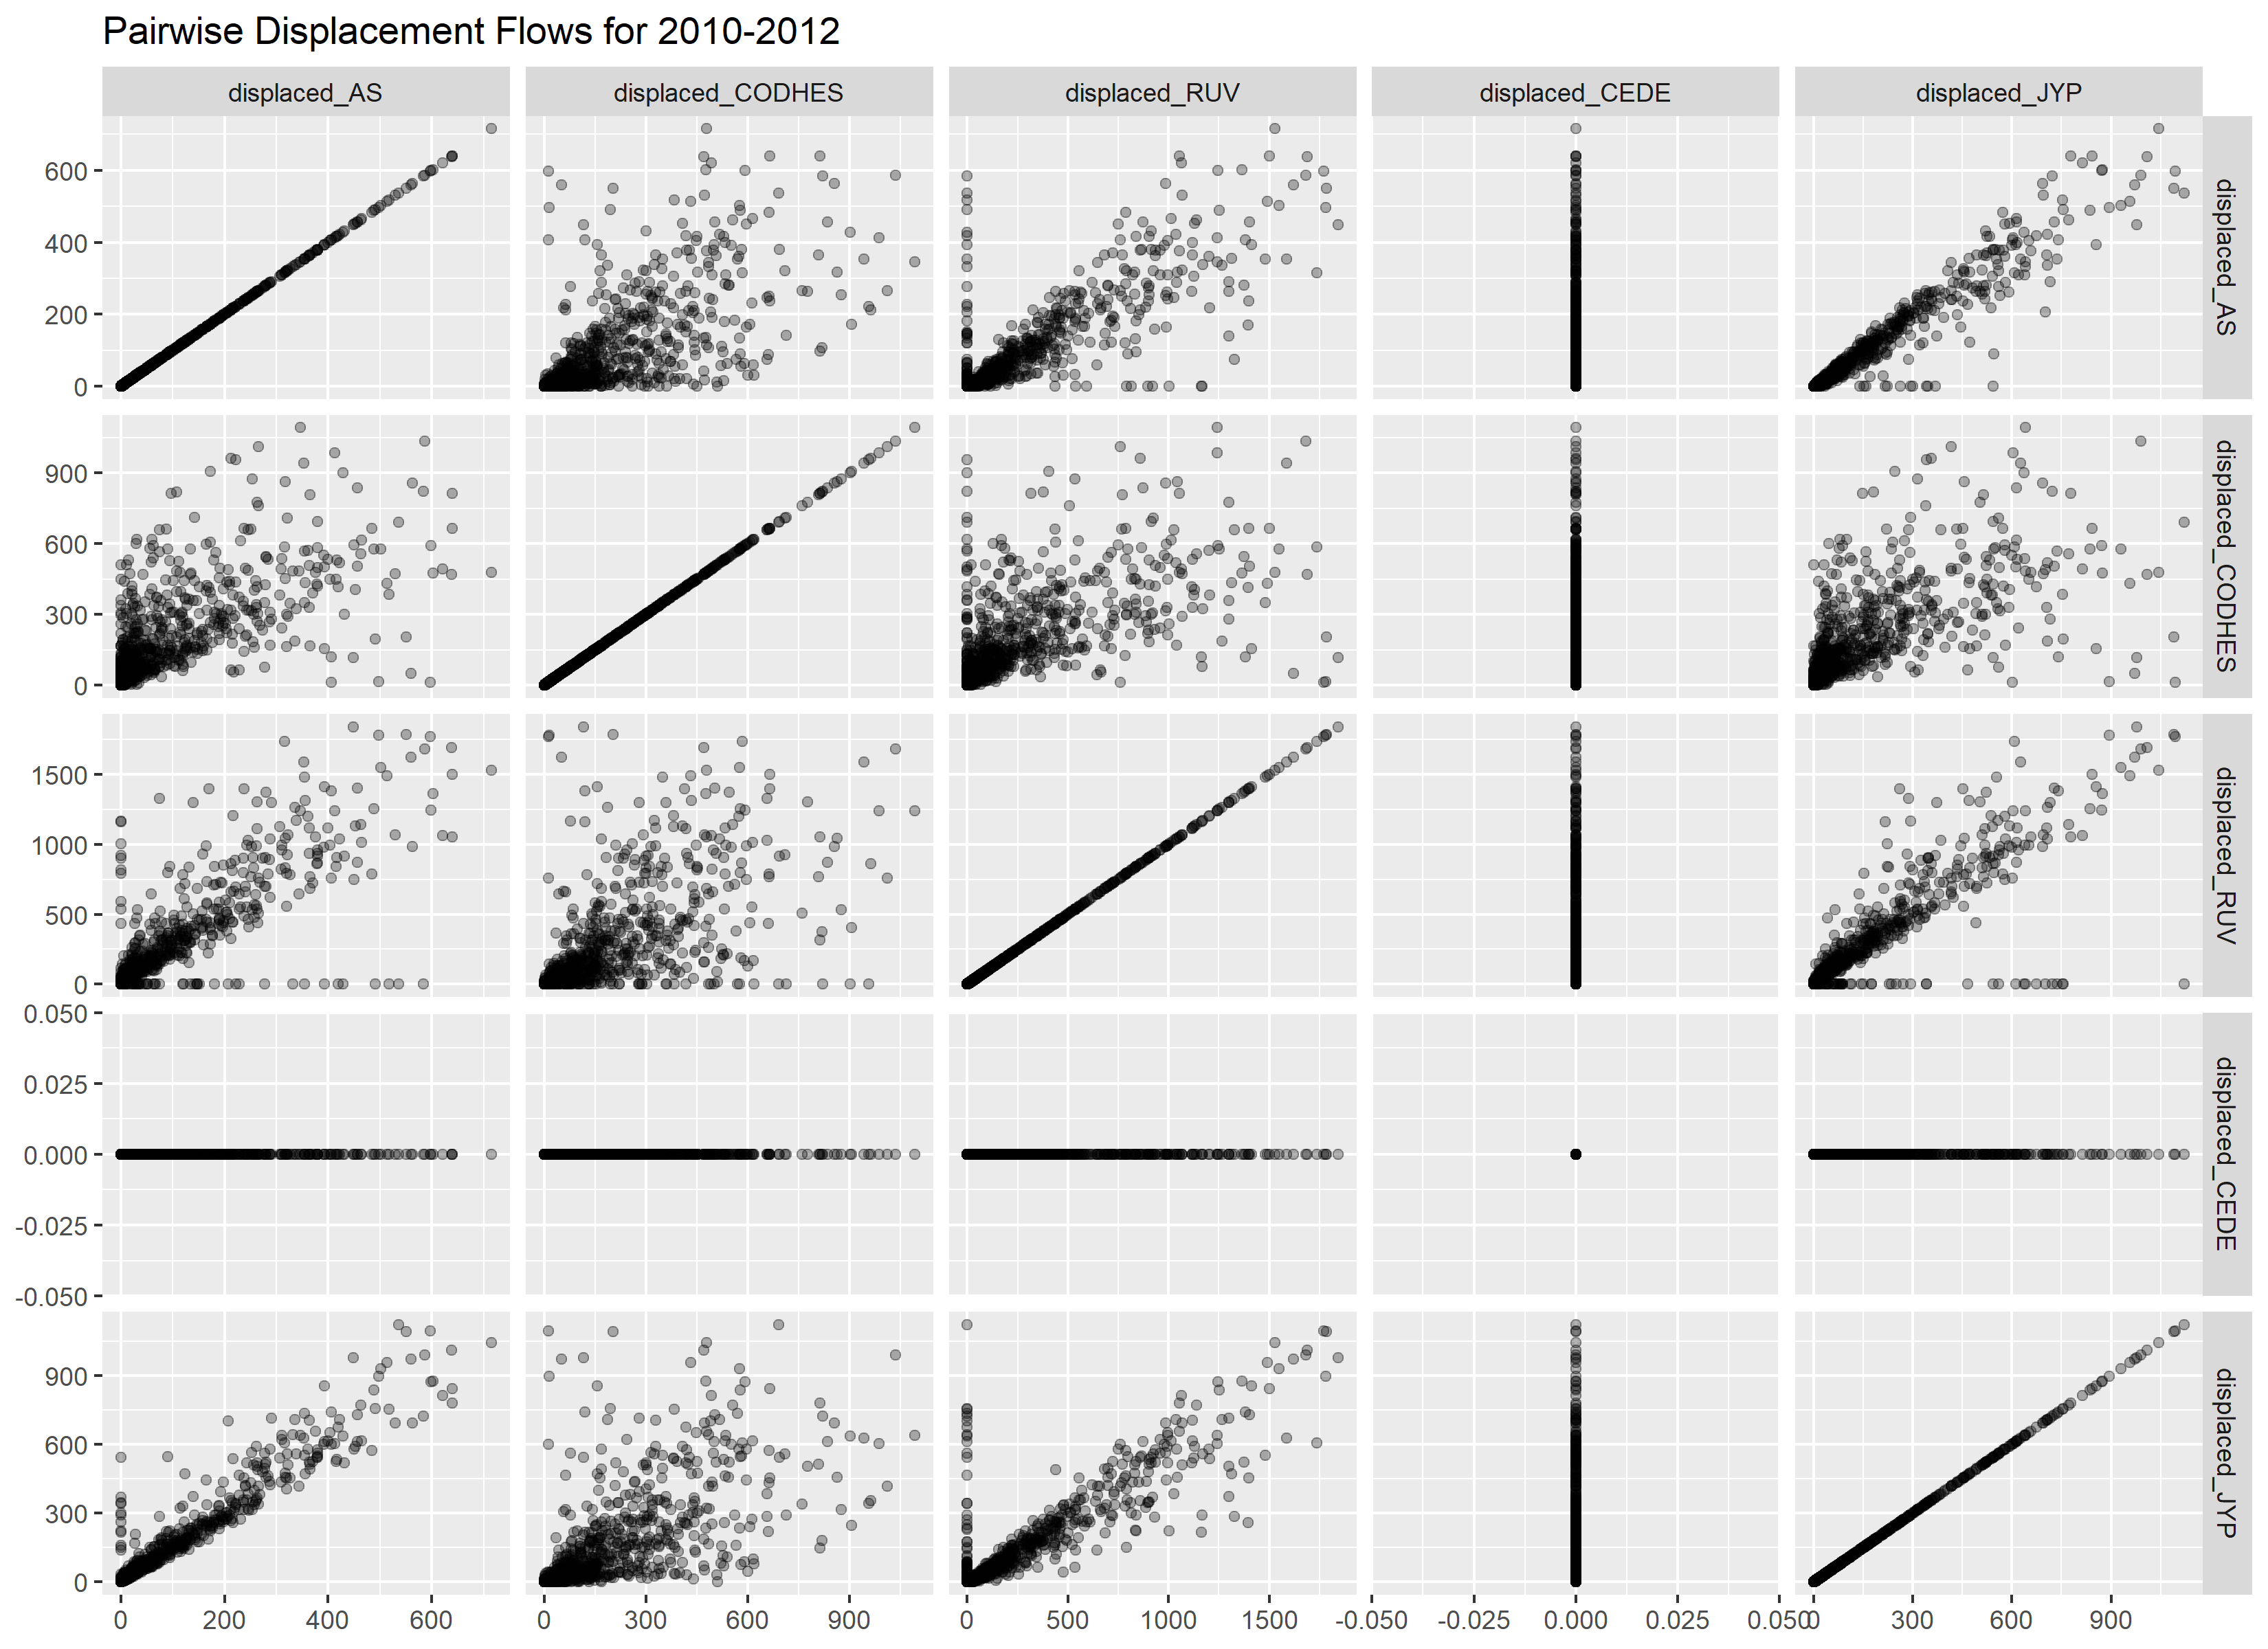 Pairwise Displacement Flows for 2010-2012
displaced_AS displaced_CODHES displaced_RUV displaced_CEDE displaced_JYP
600
400
200
0
displaced_AS
900
600
300
0
displaced_CODHES
1500
1000
500
0
displaced_RUV
0.050
0.025
0.000
-0.025
-0.050
displaced_CEDE
900
600
300
0
displaced_JYP
0 200 400 600 0 300 600 900 0 500 1000 1500 -0.050 -0.025 0.000 0.025 0.050 0 300 600 900